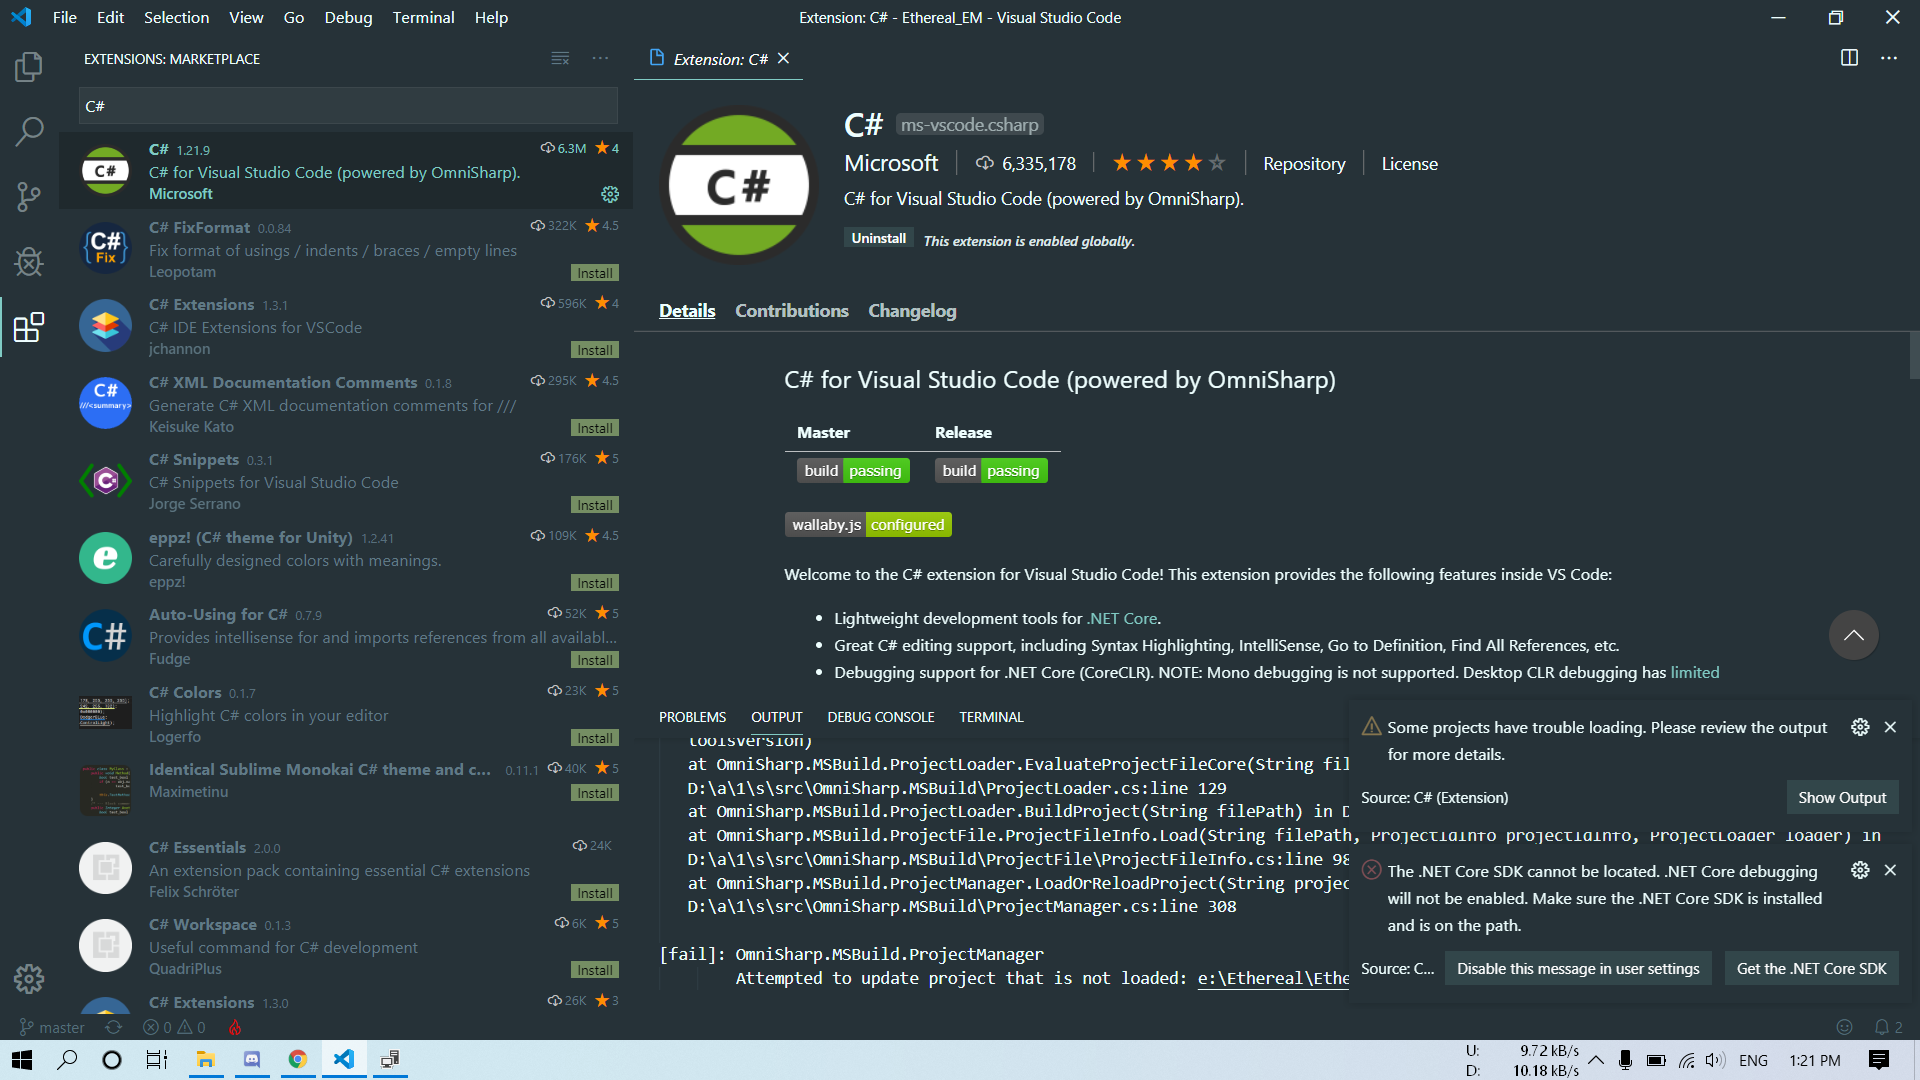 File Edit Selection View Go Debug Terminal Help
Extension: C# - Ethereal_EM - Visual Studio Code
EXTENSIONS: MARKETPLACE
C#
C# 1.21.9 6.3M 4
C# for Visual Studio Code (powered by OmniSharp).
Microsoft
C# FixFormat 0.0.84 322K 4.5
Fix format of usings / indents / braces / empty lines
Leopotam
Install
C# Extensions 1.3.1 596K 4
C# IDE Extensions for VSCode
jchannon
Install
C# XML Documentation Comments 0.1.8 295K 4.5
Generate C# XML documentation comments for ///
Keisuke Kato
Install
C# Snippets 0.3.1 176K 5
C# Snippets for Visual Studio Code
Jorge Serrano
Install
eppz! (C# theme for Unity) 1.2.41 109K 4.5
Carefully designed colors with meanings.
eppz!
Install
Auto-Using for C# 0.7.9 52K 5
Provides intellisense for and imports references from all availabl...
Fudge
Install
C# Colors 0.1.7 23K 5
Highlight C# colors in your editor
Logerfo
Install
Identical Sublime Monokai C# theme and c... 0.11.1 40K 5
Maximetinu
Install
C# Essentials 2.0.0 24K
An extension pack containing essential C# extensions
Felix Schröter
Install
C# Workspace 0.1.3 6K 5
Useful command for C# development
QuadriPlus
Install
C# Extensions 1.3.0 26K 3
Extension: C#
C#
C# ms-vscode.csharp
Microsoft 6,335,178 Repository License
C# for Visual Studio Code (powered by OmniSharp).
Uninstall This extension is enabled globally.
Details Contributions Changelog
C# for Visual Studio Code (powered by OmniSharp)
Master Release
build passing build passing
wallaby.js configured
Welcome to the C# extension for Visual Studio Code! This extension provides the following features inside VS Code:
• Lightweight development tools for .NET Core.
• Great C# editing support, including Syntax Highlighting, IntelliSense, Go to Definition, Find All References, etc.
• Debugging support for .NET Core (CoreCLR). NOTE: Mono debugging is not supported. Desktop CLR debugging has limited
PROBLEMS OUTPUT DEBUG CONSOLE TERMINAL
toolsVersion)
at OmniSharp.MSBuild.ProjectLoader.EvaluateProjectFileCore(String fil
D:\a\1\s\src\OmniSharp.MSBuild\ProjectLoader.cs:line 129
at OmniSharp.MSBuild.ProjectLoader.BuildProject(String filePath) in D
at OmniSharp.MSBuild.ProjectFile.ProjectFileInfo.Load(String filePath, ProjectIdInfo projectIdInfo, ProjectLoader loader) in
D:\a\1\s\src\OmniSharp.MSBuild\ProjectFile\ProjectFileInfo.cs:line 98
at OmniSharp.MSBuild.ProjectManager.LoadOrReloadProject(String projec
D:\a\1\s\src\OmniSharp.MSBuild\ProjectManager.cs:line 308
[fail]: OmniSharp.MSBuild.ProjectManager
Attempted to update project that is not loaded: e:\Ethereal\Ethe
Some projects have trouble loading. Please review the output
for more details.
Source: C# (Extension) Show Output
The .NET Core SDK cannot be located. .NET Core debugging
will not be enabled. Make sure the .NET Core SDK is installed
and is on the path.
Source: C... Disable this message in user settings Get the .NET Core SDK
master 0 0 2
U: 9.72 kB/s
D: 10.18 kB/s
ENG 1:21 PM